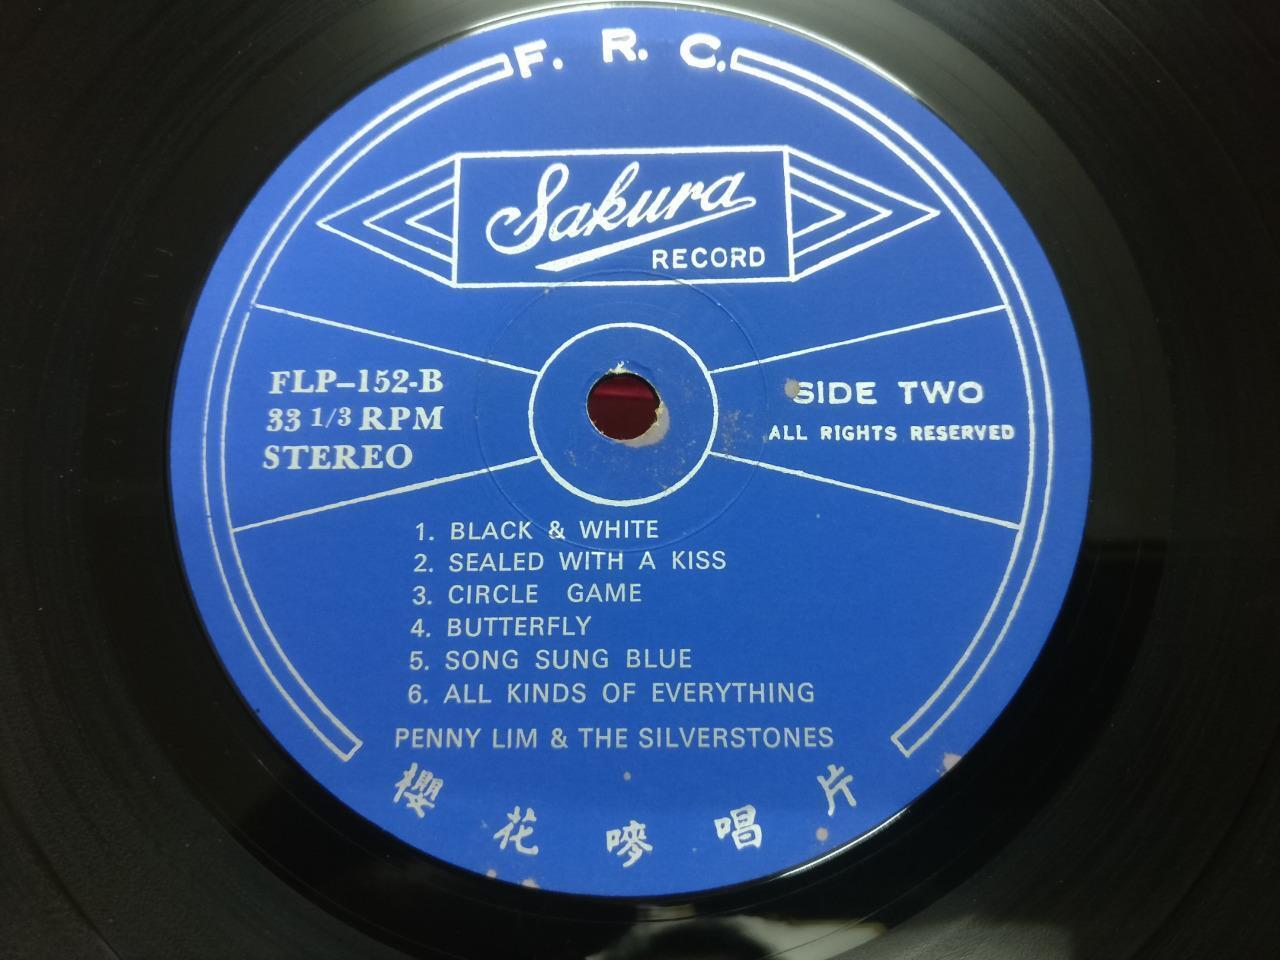 F. R. C.
Sakura
RECORD
FLP-152-B
33 1/3 RPM
STEREO
SIDE TWO
ALL RIGHTS RESERVED
1. BLACK & WHITE
2. SEALED WITH A KISS
3. CIRCLE GAME
4. BUTTERFLY
5. SONG SUNG BLUE
6. ALL KINDS OF EVERYTHING
PENNY LIM & THE SILVERSTONES
櫻花嘜唱片